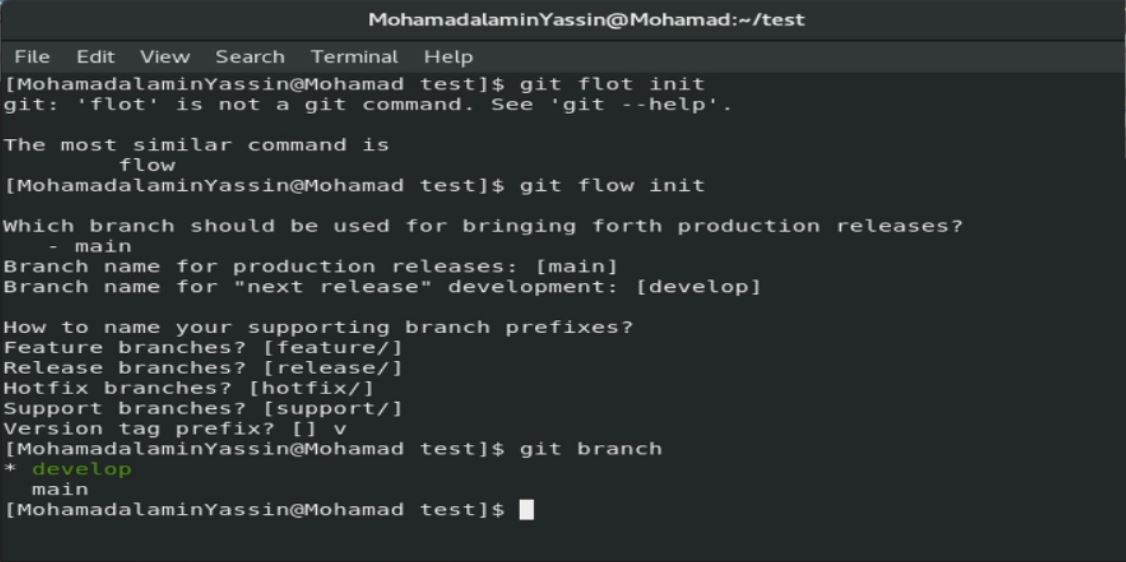 MohamadalaminYassin@Mohamad:~/test
File Edit View Search Terminal Help
[MohamadalaminYassin@Mohamad test]$ git flot init
git: 'flot' is not a git command. See 'git --help'.
The most similar command is
flow
[MohamadalaminYassin@Mohamad test]$ git flow init
Which branch should be used for bringing forth production releases?
- main
Branch name for production releases: [main]
Branch name for "next release" development: [develop]
How to name your supporting branch prefixes?
Feature branches? [feature/]
Release branches? [release/]
Hotfix branches? [hotfix/]
Support branches? [support/]
Version tag prefix? [] v
[MohamadalaminYassin@Mohamad test]$ git branch
* develop
main
[MohamadalaminYassin@Mohamad test]$